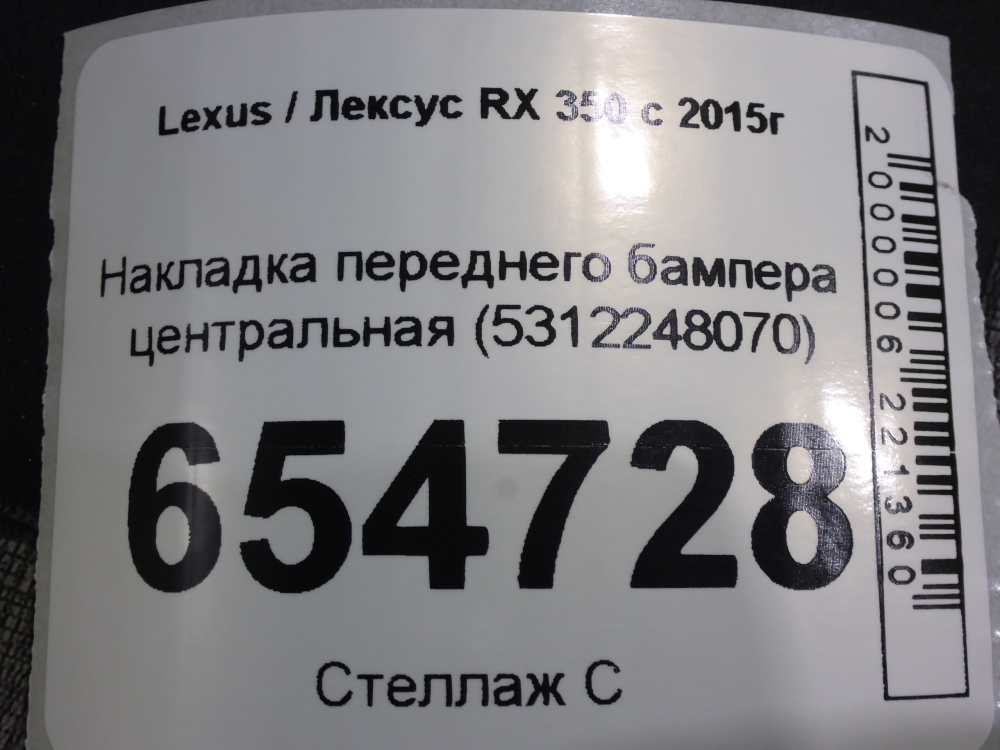 Lexus / Лексус RX 350 с 2015г
Накладка переднего бампера
центральная (5312248070)
654728
Стеллаж С
2000006221360